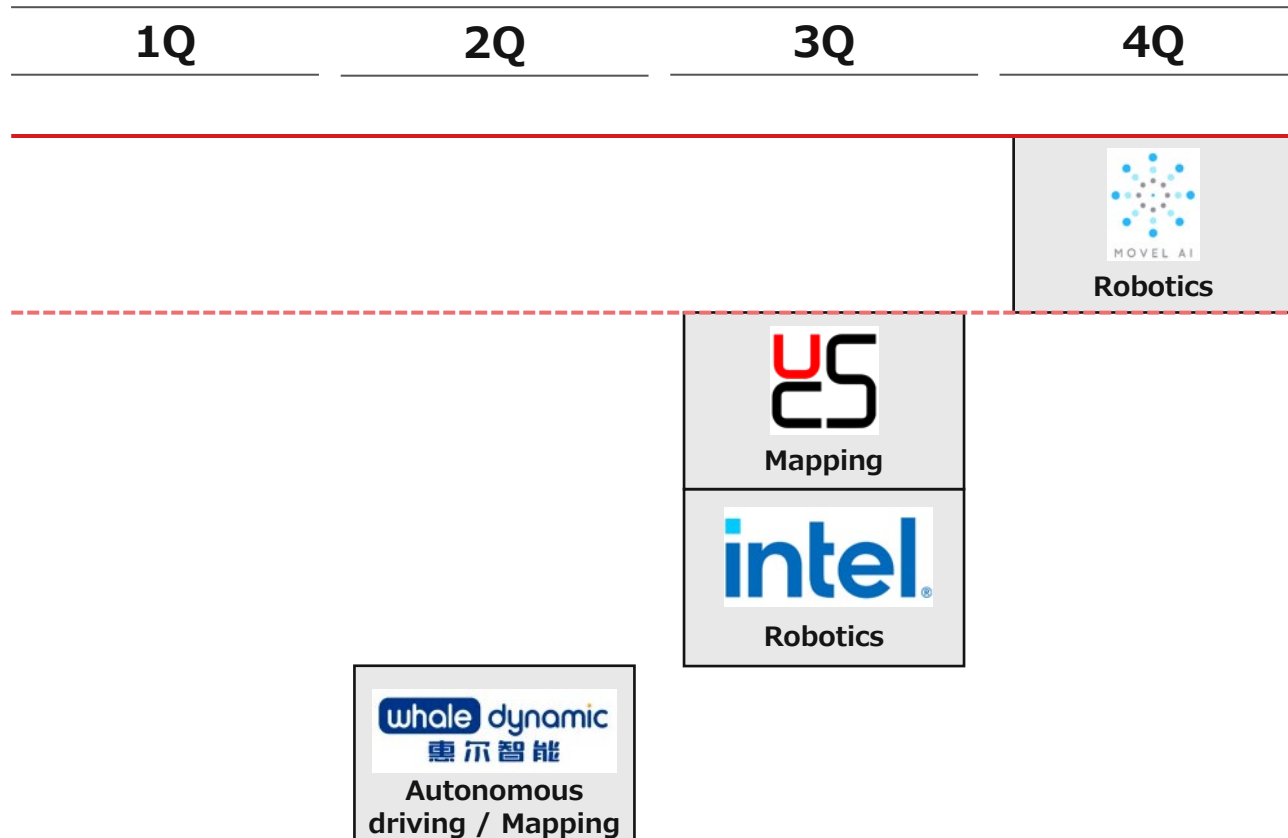 1Q 2Q 3Q 4Q
MOVEL AI
Robotics
UCS
Mapping
intel®
Robotics
whale dynamic
惠尔智能
Autonomous
driving / Mapping